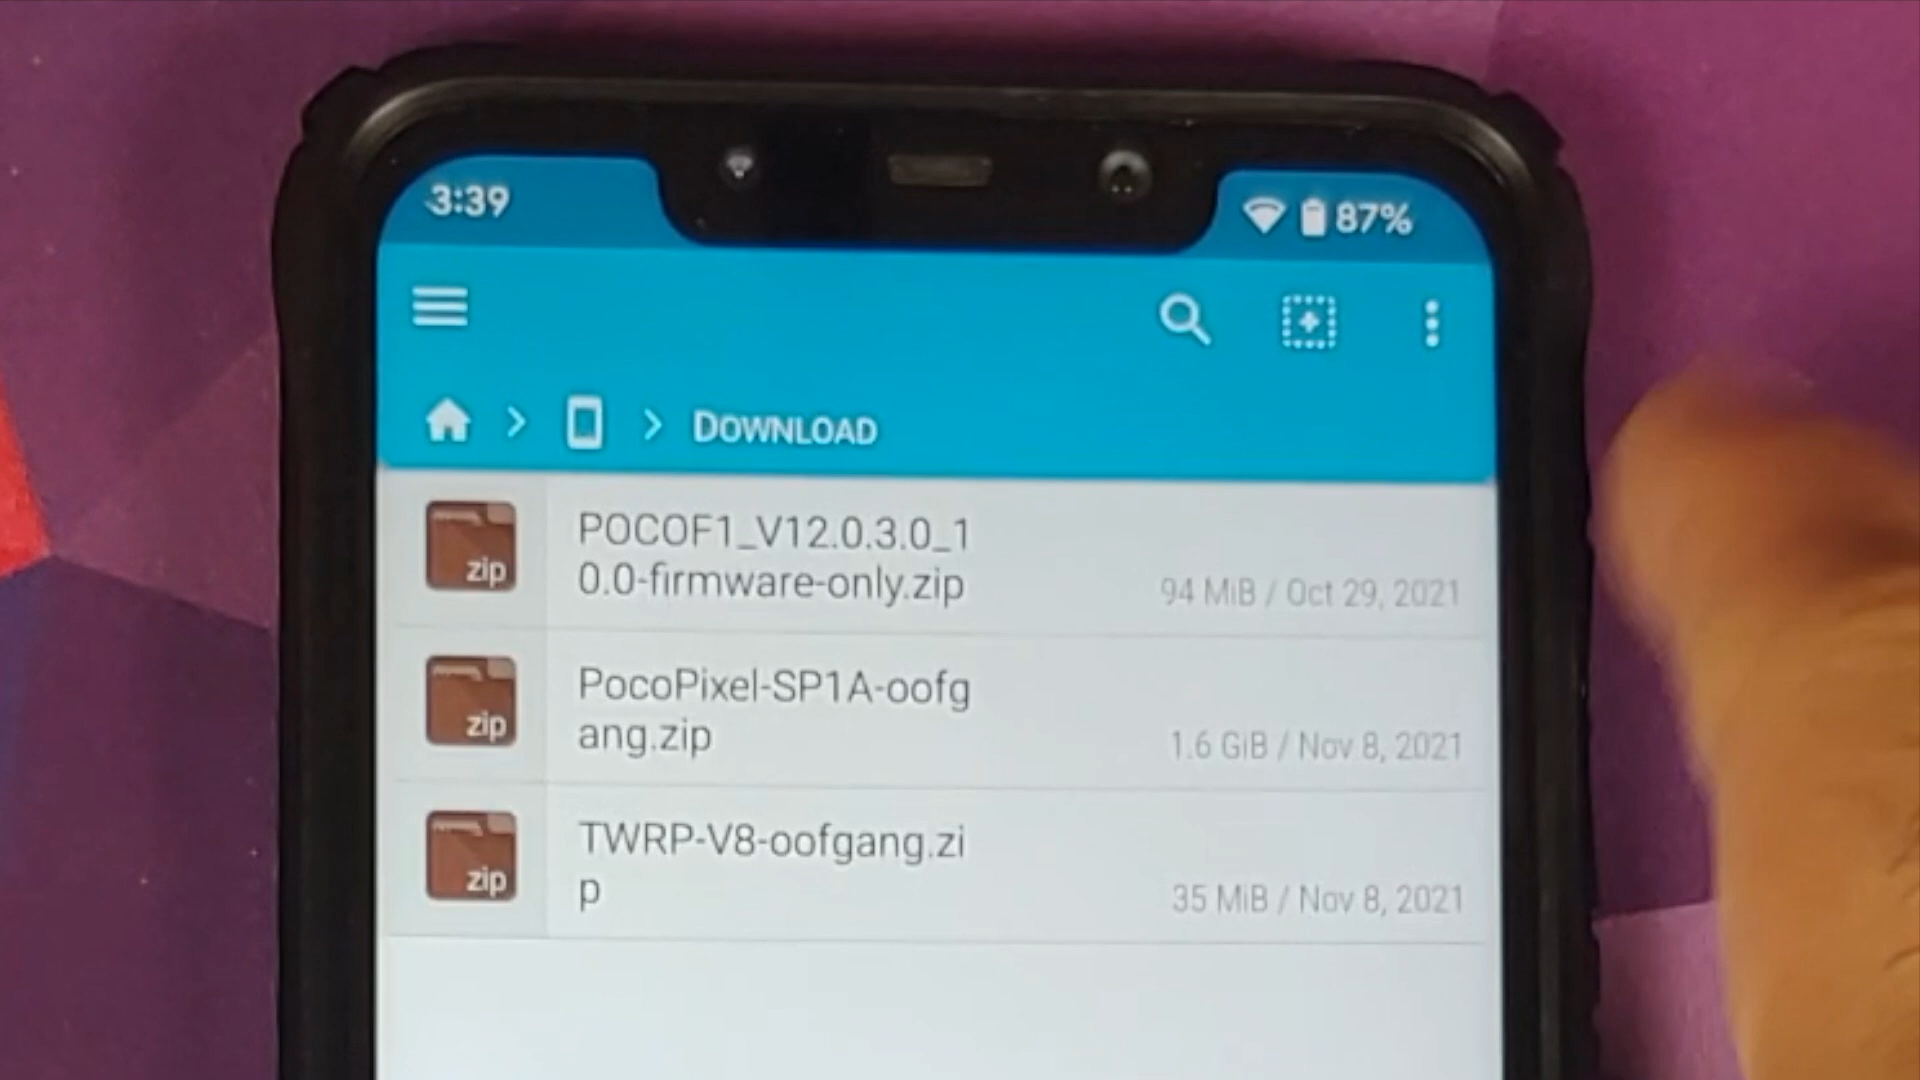 3:39
87%
DOWNLOAD
POCOF1_V12.0.3.0_1
0.0-firmware-only.zip
94 MiB / Oct 29, 2021
zip
PocoPixel-SP1A-oofg
ang.zip
1.6 GiB / Nov 8, 2021
zip
TWRP-V8-oofgang.zi
p
35 MiB / Nov 8, 2021
zip